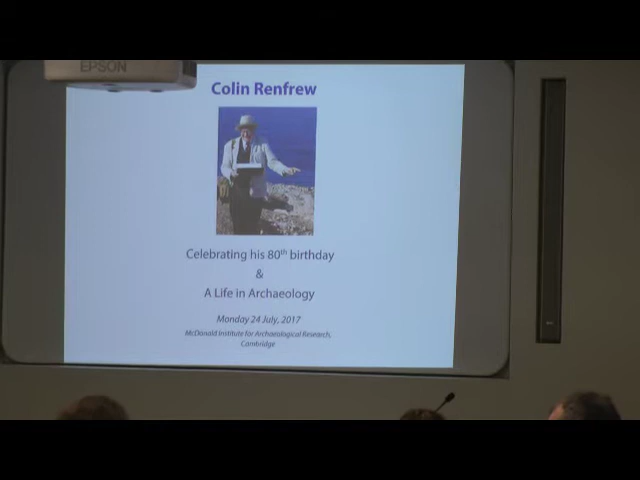 EPSON
Colin Renfrew
Celebrating his 80th birthday
&
A Life in Archaeology
Monday 24 July, 2017
McDonald Institute for Archaeological Research,
Cambridge